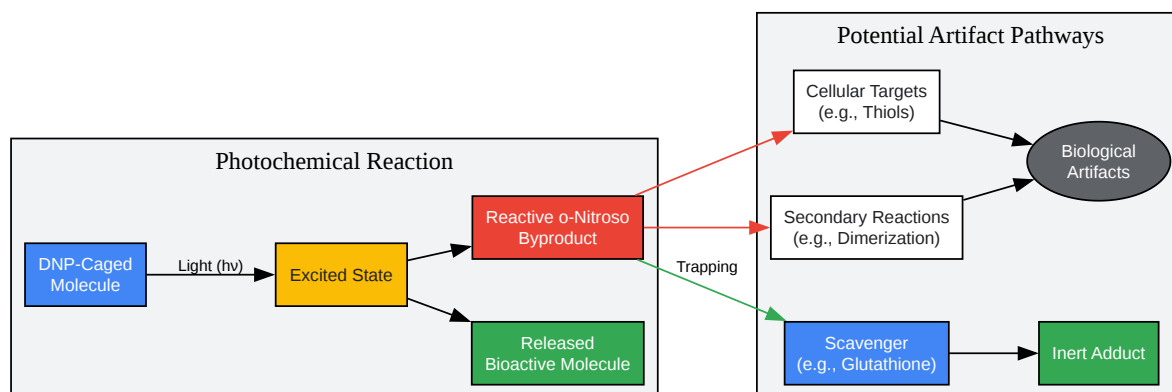 Potential Artifact Pathways
Cellular Targets
(e.g., Thiols)
Biological
Artifacts
Photochemical Reaction
Reactive o-Nitroso
Byproduct
Secondary Reactions
(e.g., Dimerization)
DNP-Caged
Molecule
Light (hν)
Excited State
Trapping
Released
Bioactive Molecule
Scavenger
(e.g., Glutathione)
Inert Adduct